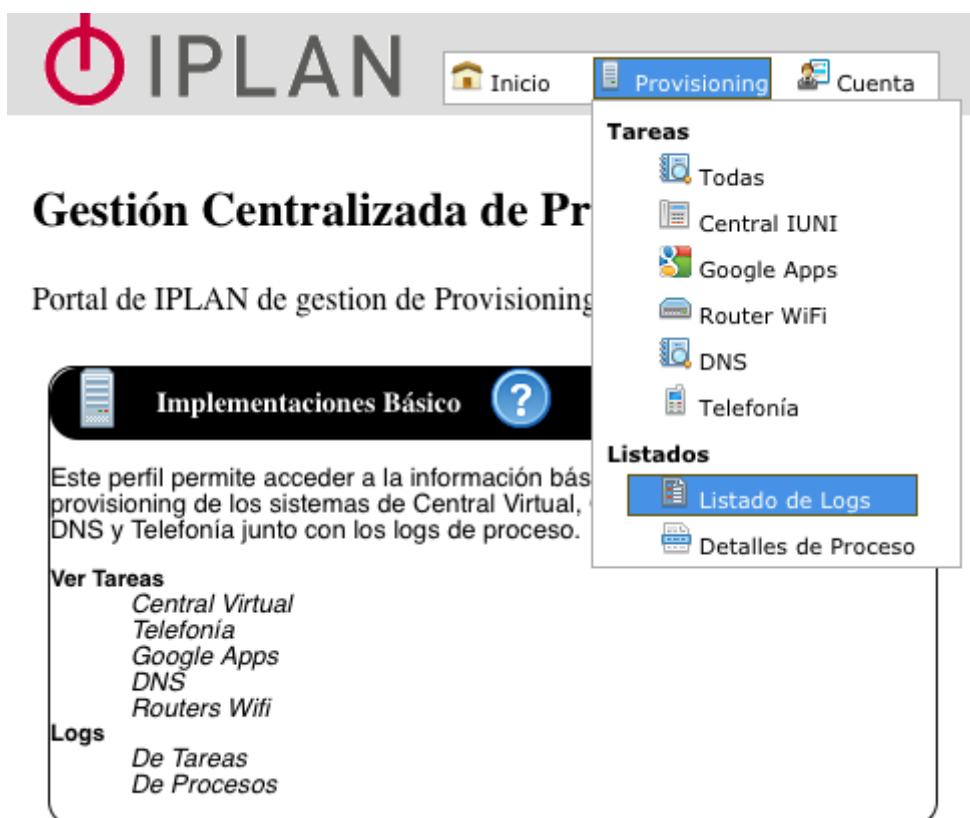 IPLAN
Inicio
Provisioning
Cuenta
Tareas
Todas
Central IUNI
Google Apps
Router WiFi
DNS
Telefonía
Listados
Listado de Logs
Detalles de Proceso
Gestión Centralizada de Pr
Portal de IPLAN de gestion de Provisioning
Implementaciones Básico
Este perfil permite acceder a la información bás
provisioning de los sistemas de Central Virtual,
DNS y Telefonía junto con los logs de proceso.
Ver Tareas
Central Virtual
Telefonía
Google Apps
DNS
Routers Wifi
Logs
De Tareas
De Procesos